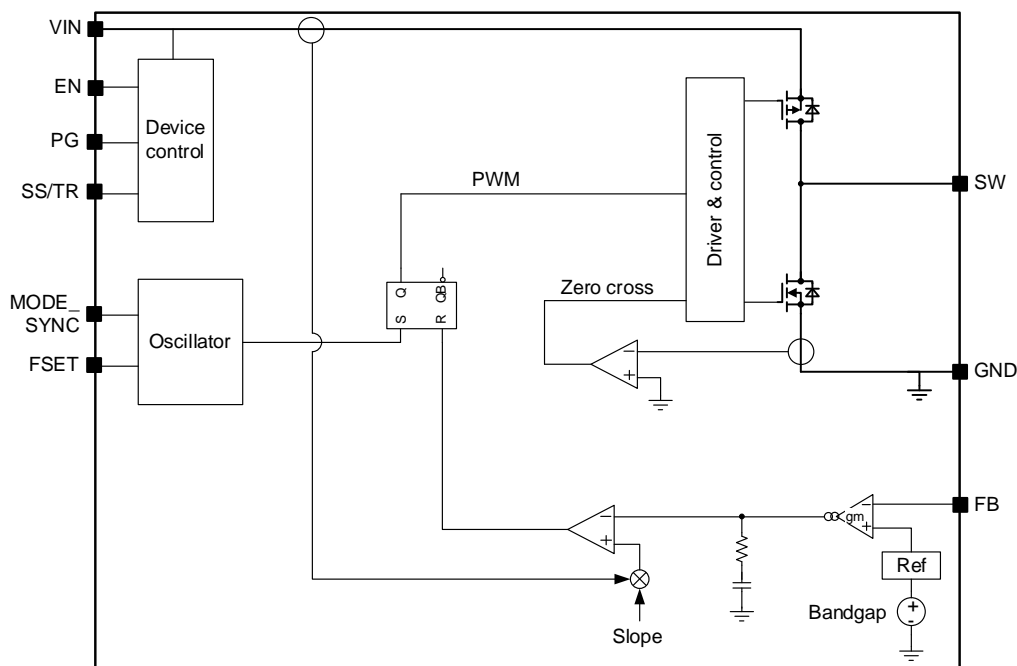 VIN
EN
PG
SS/TR
Device
control
MODE_
SYNC
FSET
Oscillator
PWM
Q
QB
S
R
Zero cross
Driver & control
SW
GND
FB
gm
Ref
Bandgap
Slope